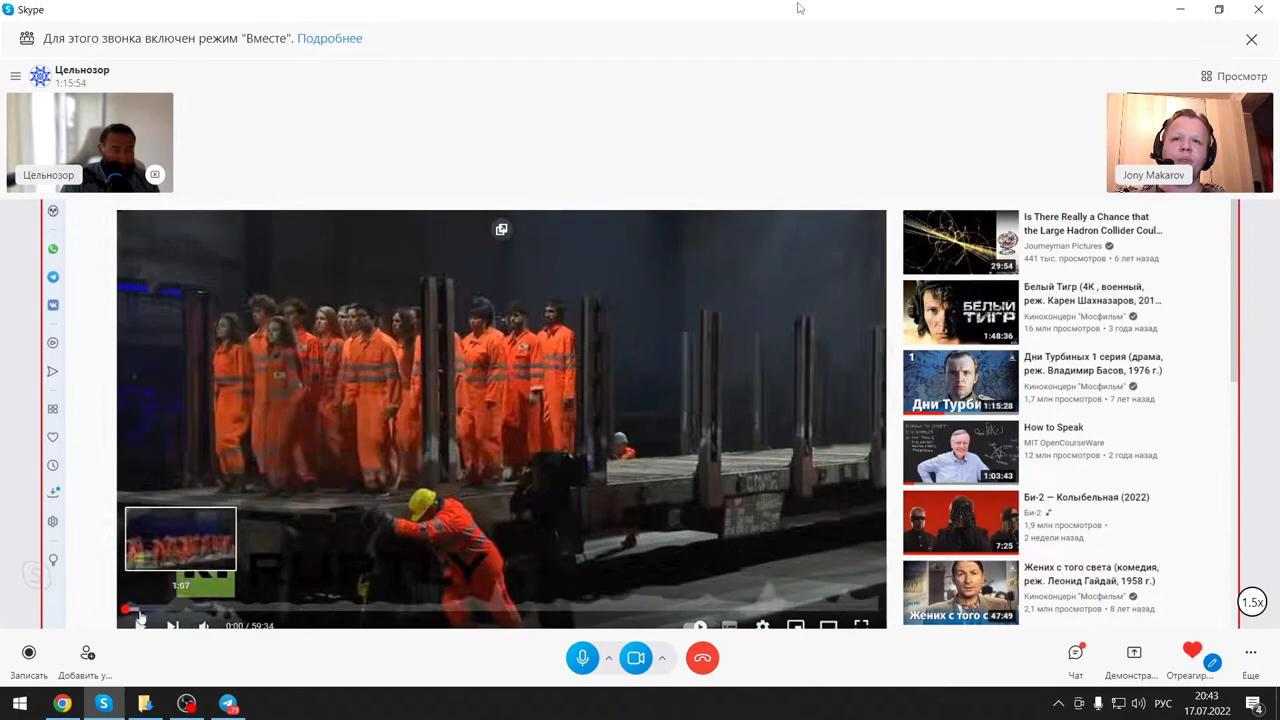 Skype
Для этого звонка включен режим "Вместе". Подробнее
Цельнозор
1:15:54
Просмотр
Цельнозор
Jony Makarov
Is There Really a Chance that
the Large Hadron Collider Coul...
Journeyman Pictures
441 тыс. просмотров • 6 лет назад
29:54
Белый Тигр (4К , военный,
реж. Карен Шахназаров, 201...
Киноконцерн "Мосфильм"
16 млн просмотров • 3 года назад
БЕЛЫЙ
ТИГР
1:48:36
Дни Турбиных 1 серия (драма,
реж. Владимир Басов, 1976 г.)
Киноконцерн "Мосфильм"
1,7 млн просмотров • 7 лет назад
1
Дни Турби
1:15:28
How to Speak
MIT OpenCourseWare
12 млн просмотров • 2 года назад
1:03:43
Би-2 — Колыбельная (2022)
Би-2
1,9 млн просмотров •
2 недели назад
7:25
Жених с того света (комедия,
реж. Леонид Гайдай, 1958 г.)
Киноконцерн "Мосфильм"
2,1 млн просмотров • 8 лет назад
Жених с того с
47:49
1:07
0:00 / 59:34
1.5x
Записать
Добавить у...
Чат
Демонстра...
Отреагир...
Еще
79
РУС
20:43
17.07.2022
4